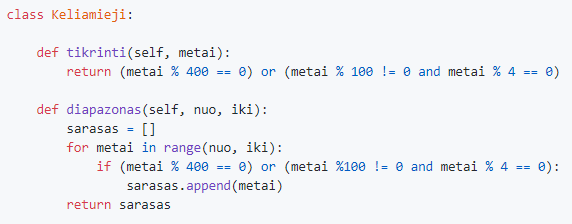 class Keliamieji:
def tikrinti(self, metai):
return (metai % 400 == 0) or (metai % 100 != 0 and metai % 4 == 0)
def diapazonas(self, nuo, iki):
sarasas = []
for metai in range(nuo, iki):
if (metai % 400 == 0) or (metai %100 != 0 and metai % 4 == 0):
sarasas.append(metai)
return sarasas